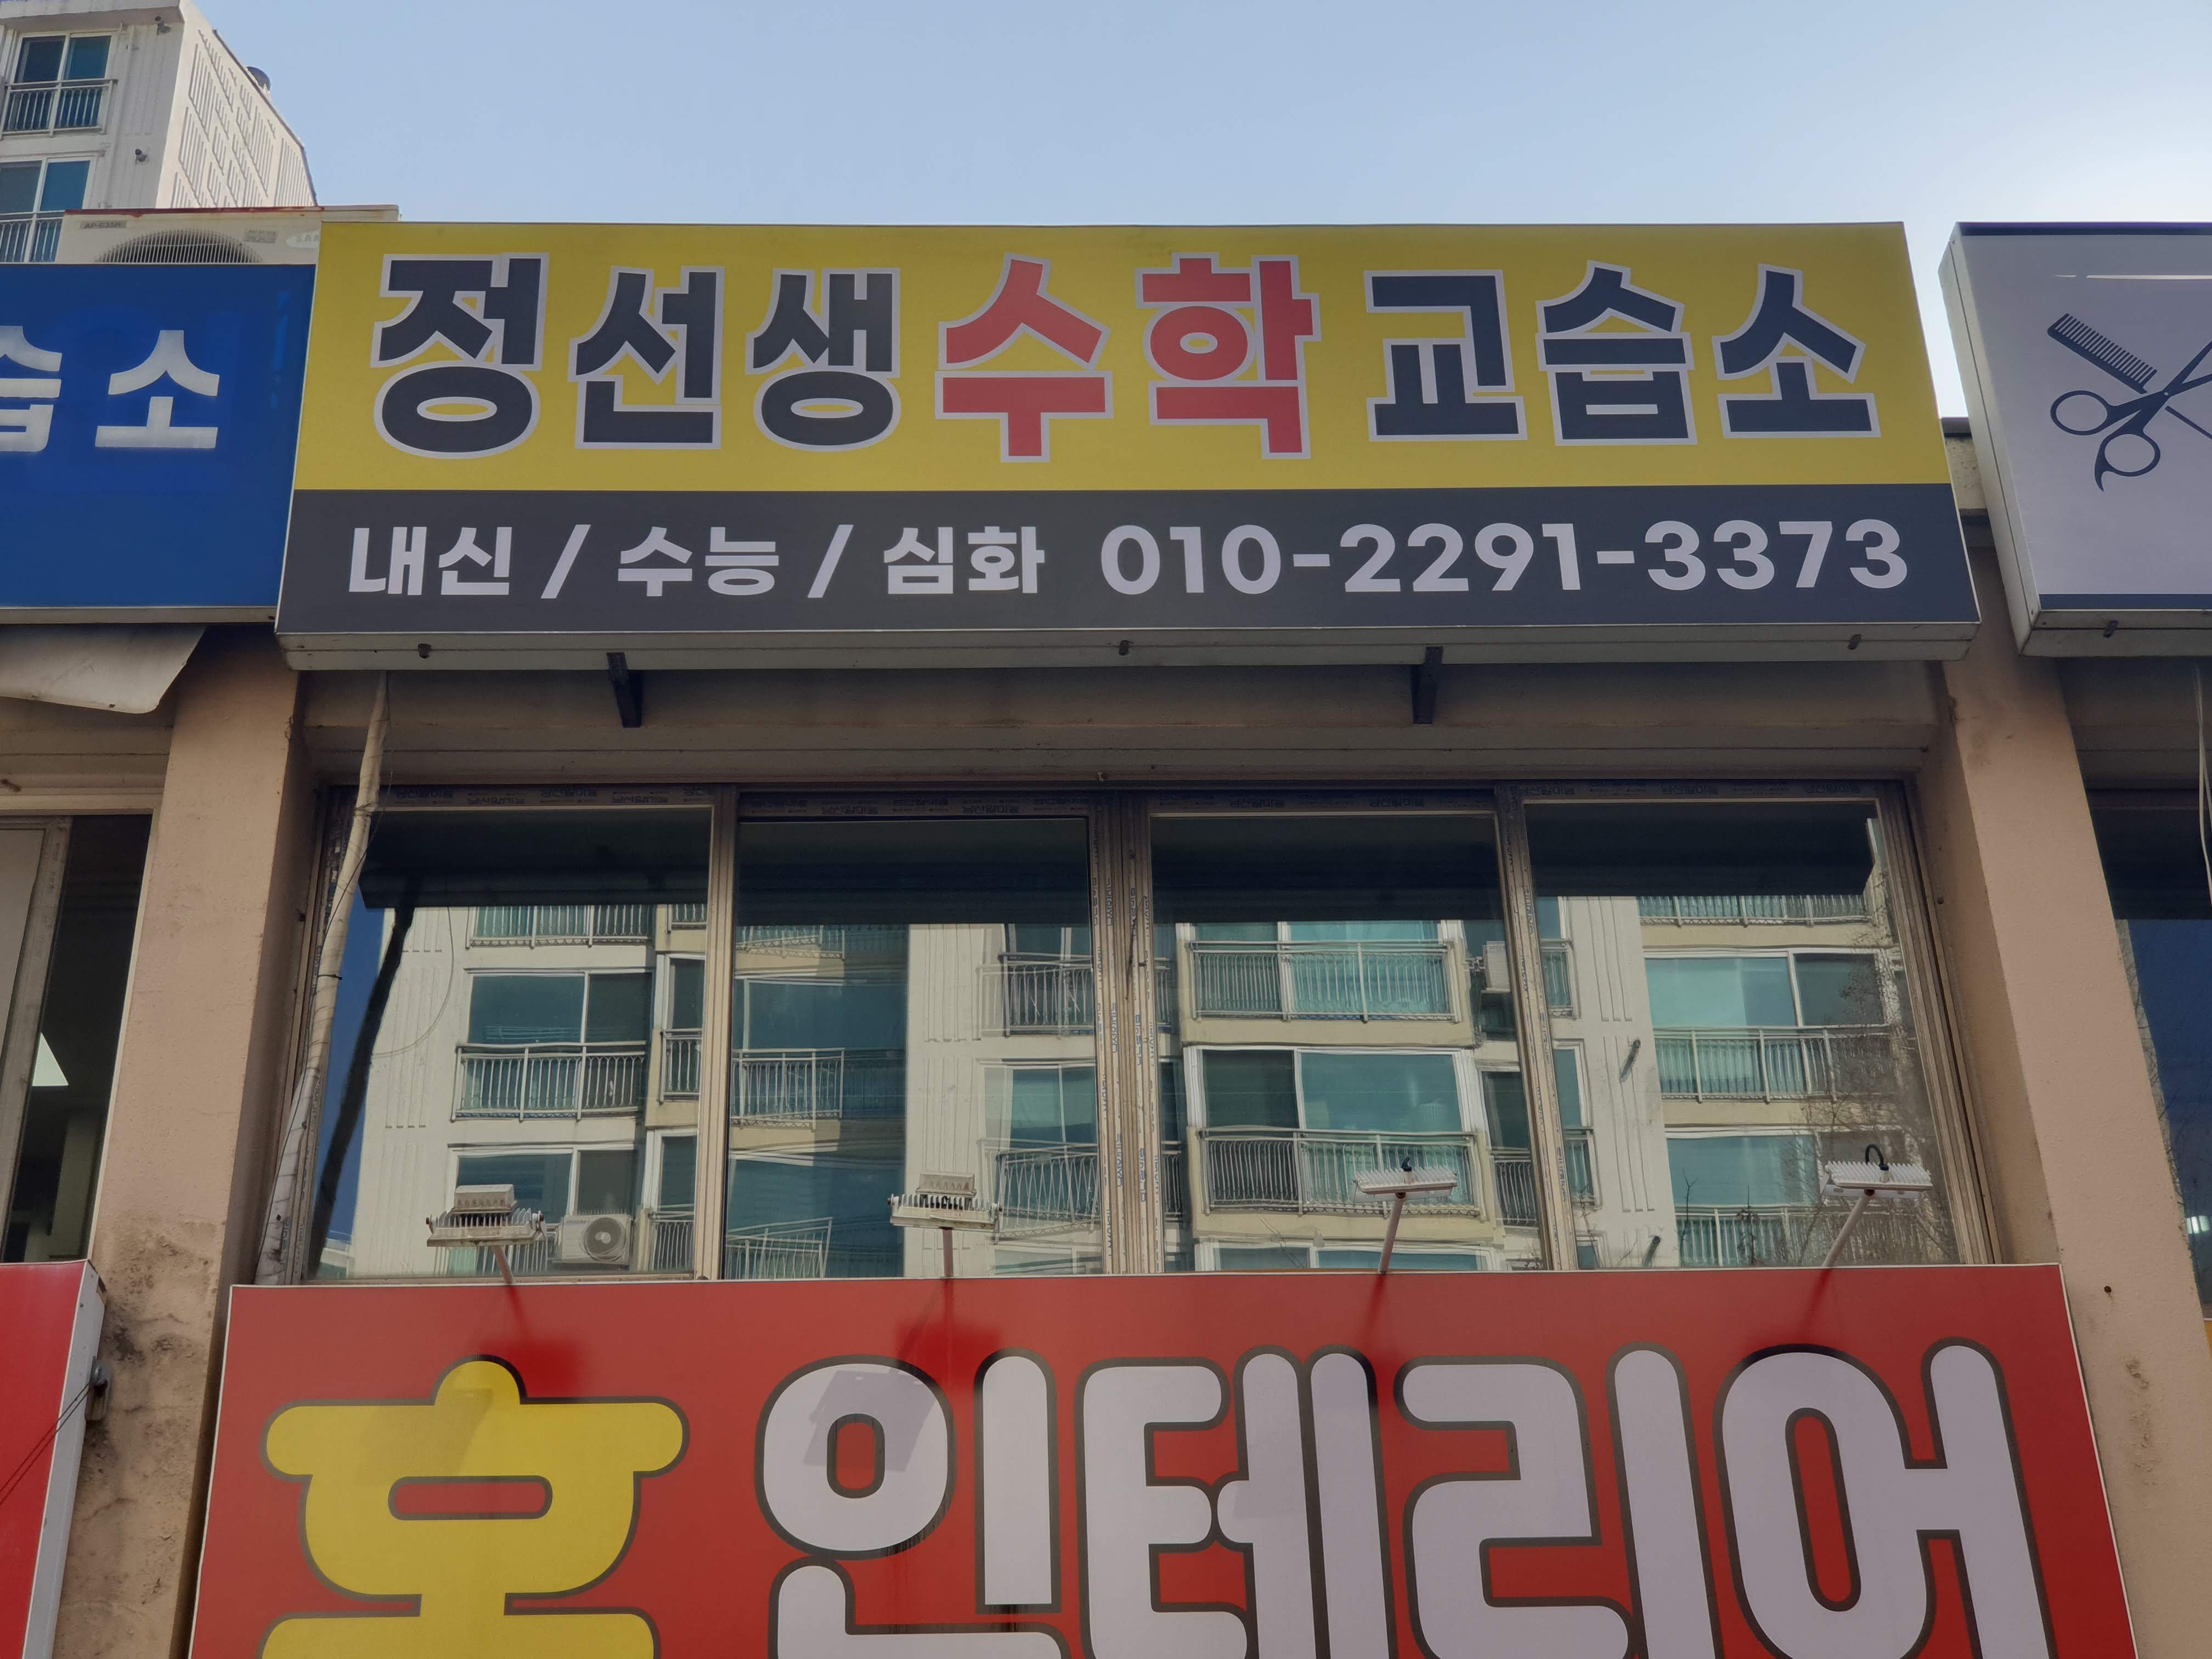 정선생수학교습소
내신 / 수능 / 심화 010-2291-3373
습소
인테리어